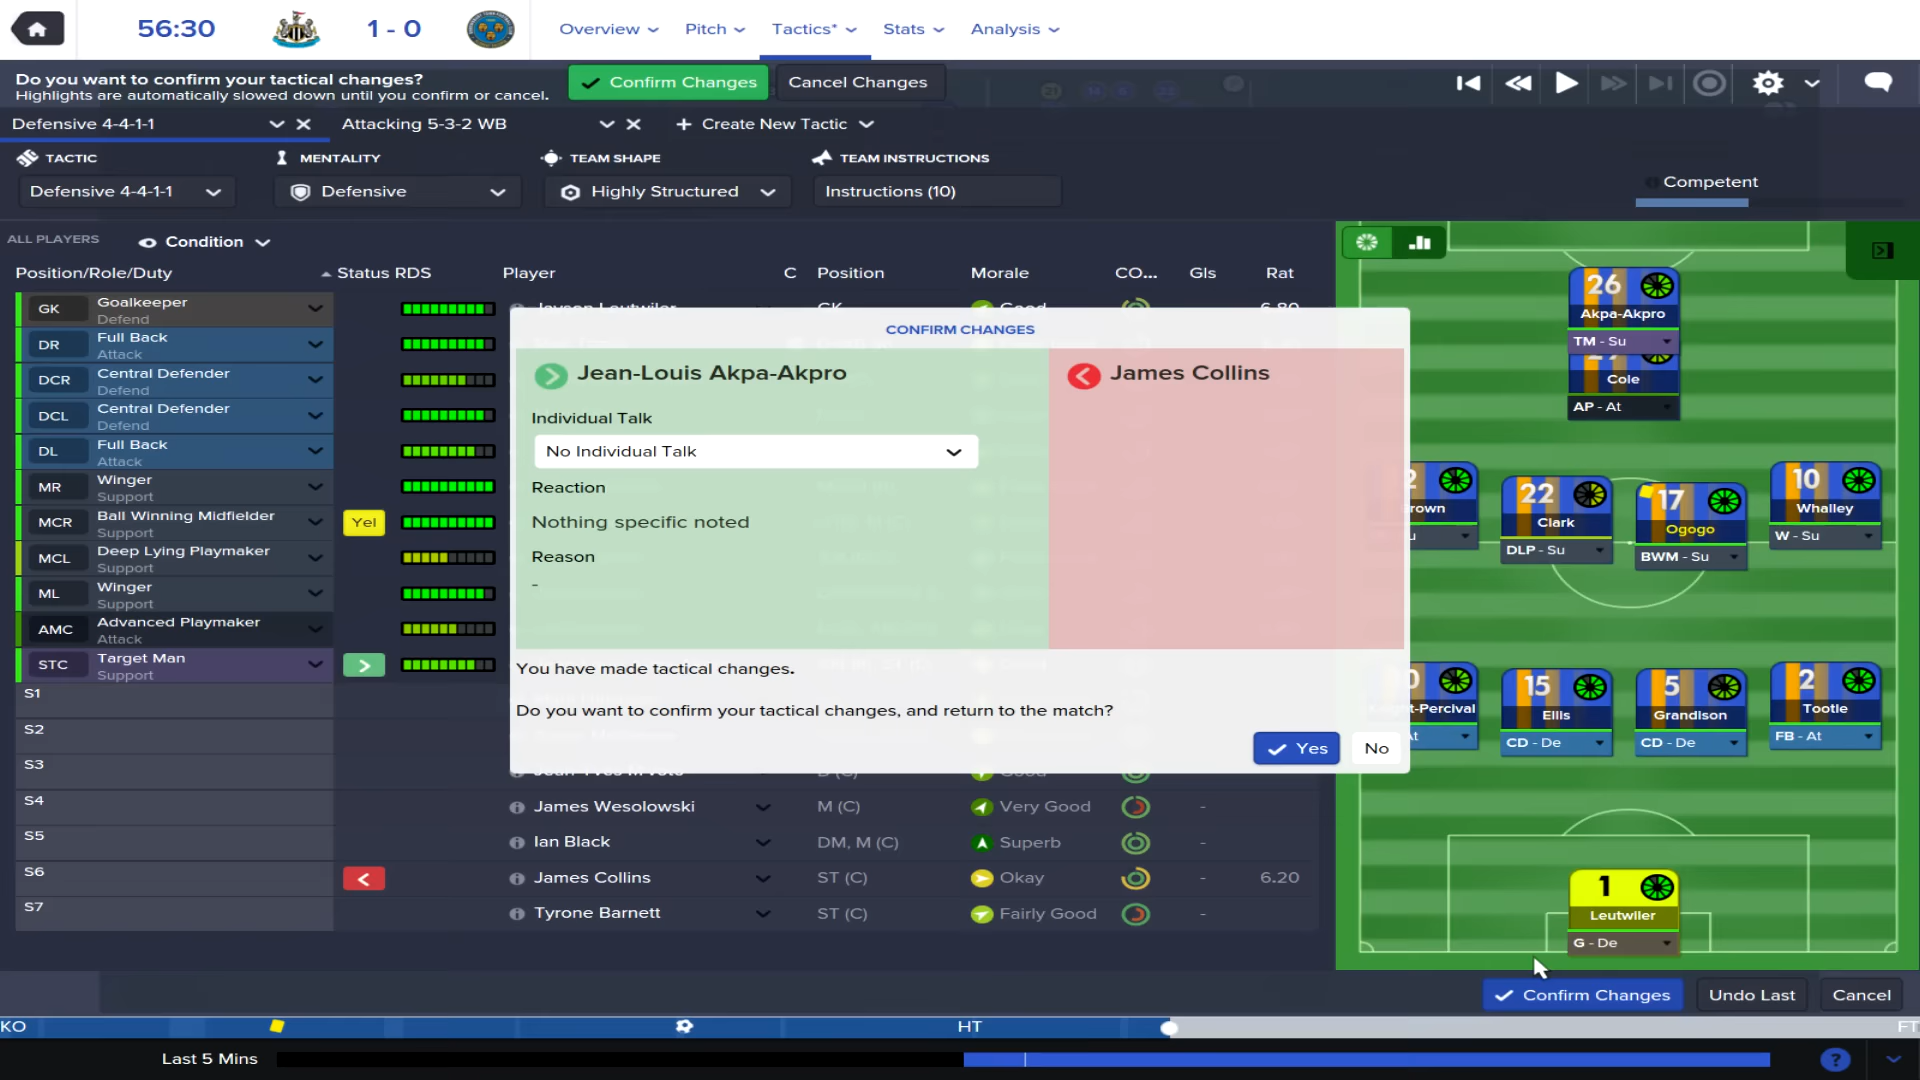 56:30
1 - 0
Overview
Pitch
Tactics*
Stats
Analysis
Do you want to confirm your tactical changes?
Highlights are automatically slowed down until you confirm or cancel.
Confirm Changes
Cancel Changes
Defensive 4-4-1-1
Attacking 5-3-2 WB
Create New Tactic
TACTIC
MENTALITY
TEAM SHAPE
TEAM INSTRUCTIONS
Defensive 4-4-1-1
Defensive
Highly Structured
Instructions (10)
Competent
ALL PLAYERS
Condition
Position/Role/Duty
Status RDS
Player
C
Position
Morale
CO...
Gls
Rat
GK
Goalkeeper
Defend
DR
Full Back
Attack
DCR
Central Defender
Defend
DCL
Central Defender
Defend
DL
Full Back
Attack
MR
Winger
Support
MCR
Ball Winning Midfielder
Support
Yel
MCL
Deep Lying Playmaker
Support
ML
Winger
Support
AMC
Advanced Playmaker
Attack
STC
Target Man
Support
S1
S2
S3
S4
James Wesolowski
M (C)
Very Good
-
S5
Ian Black
DM, M (C)
Superb
-
S6
James Collins
ST (C)
Okay
-
6.20
S7
Tyrone Barnett
ST (C)
Fairly Good
-
CONFIRM CHANGES
Jean-Louis Akpa-Akpro
Individual Talk
No Individual Talk
Reaction
Nothing specific noted
Reason
-
James Collins
You have made tactical changes.
Do you want to confirm your tactical changes, and return to the match?
Yes
No
26
Akpa-Akpro
TM - Su
Cole
AP - At
22
Clark
DLP - Su
17
Ogogo
BWM - Su
10
Whalley
W - Su
15
Ellis
CD - De
5
Grandison
CD - De
2
Tootle
FB - At
1
Leutwiler
G - De
Confirm Changes
Undo Last
Cancel
KO
HT
FT
Last 5 Mins
?